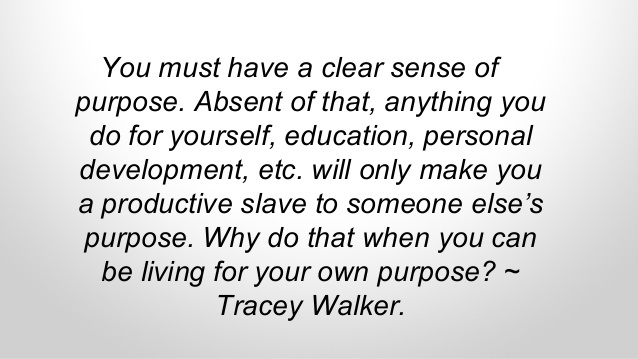 You must have a clear sense of
purpose. Absent of that, anything you
do for yourself, education, personal
development, etc. will only make you
a productive slave to someone else’s
purpose. Why do that when you can
be living for your own purpose? ~
Tracey Walker.